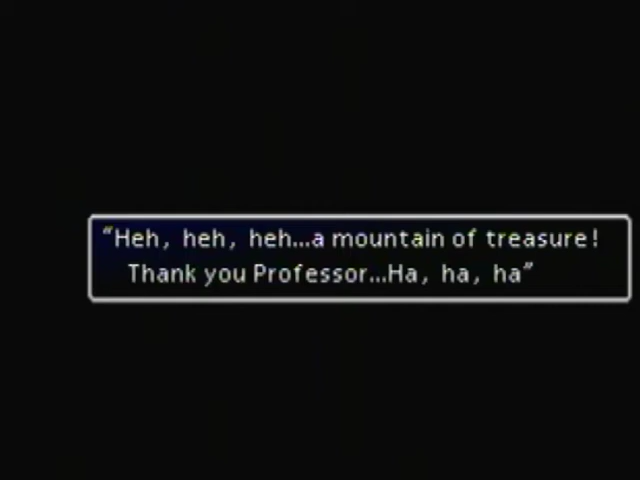 “Heh, heh, heh...a mountain of treasure!
Thank you Professor...Ha, ha, ha”